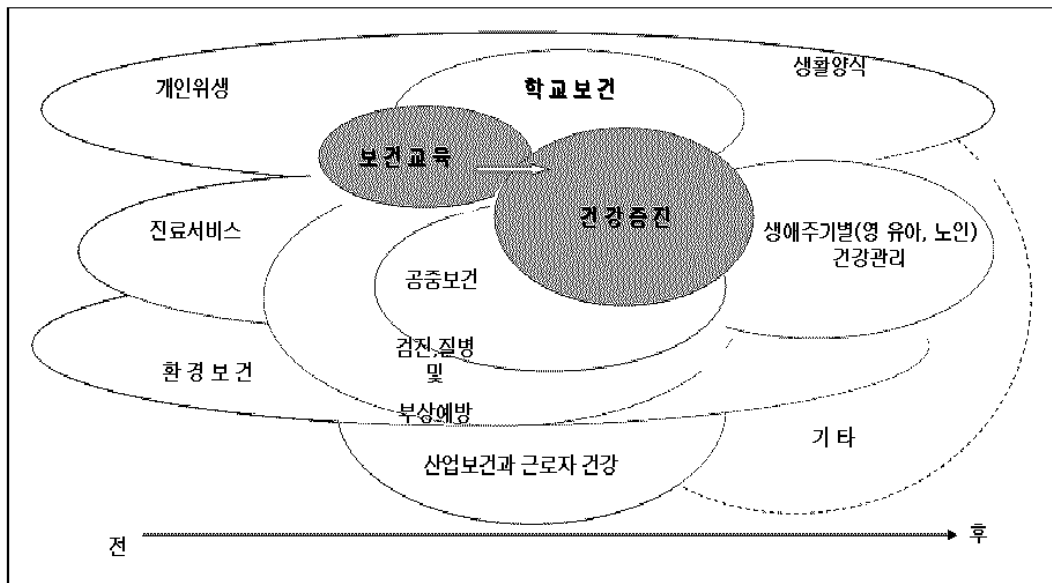 개인위생
생활양식
학교보건
보건교육
건강증진
진료서비스
생애주기별(영 유아, 노인)
건강관리
공중보건
검진,질병
및
부상예방
환경보건
기타
산업보건과 근로자 건강
전
후